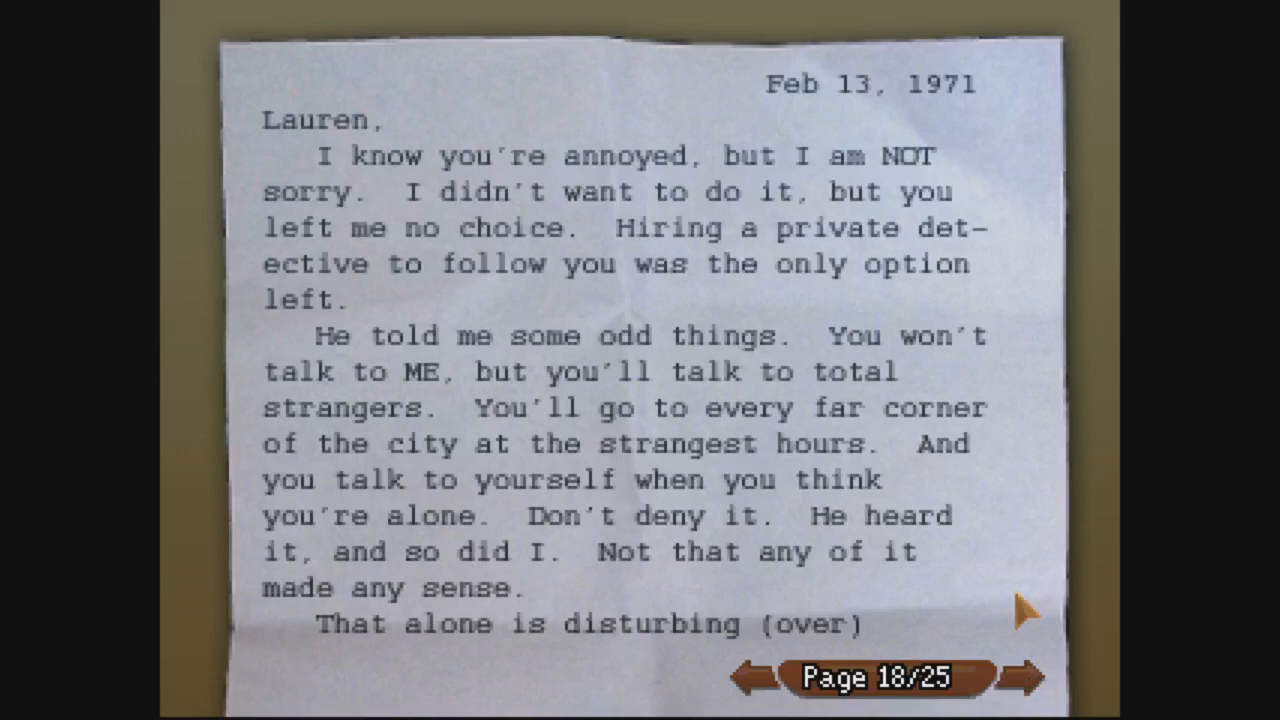 Feb 13, 1971
Lauren,
I know you're annoyed, but I am NOT
sorry. I didn't want to do it, but you
left me no choice. Hiring a private det-
ective to follow you was the only option
left.
He told me some odd things. You won't
talk to ME, but you'll talk to total
strangers. You'll go to every far corner
of the city at the strangest hours. And
you talk to yourself when you think
you're alone. Don't deny it. He heard
it, and so did I. Not that any of it
made any sense.
That alone is disturbing (over)
Page 18/25